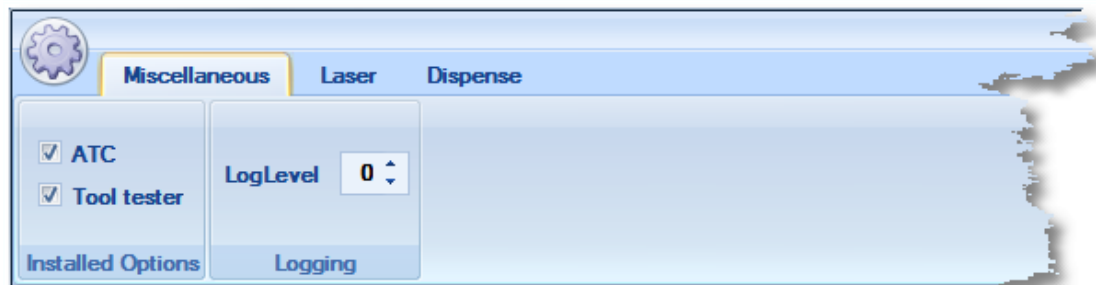 Miscellaneous Laser Dispense
ATC
Tool tester
LogLevel 0
Installed Options Logging